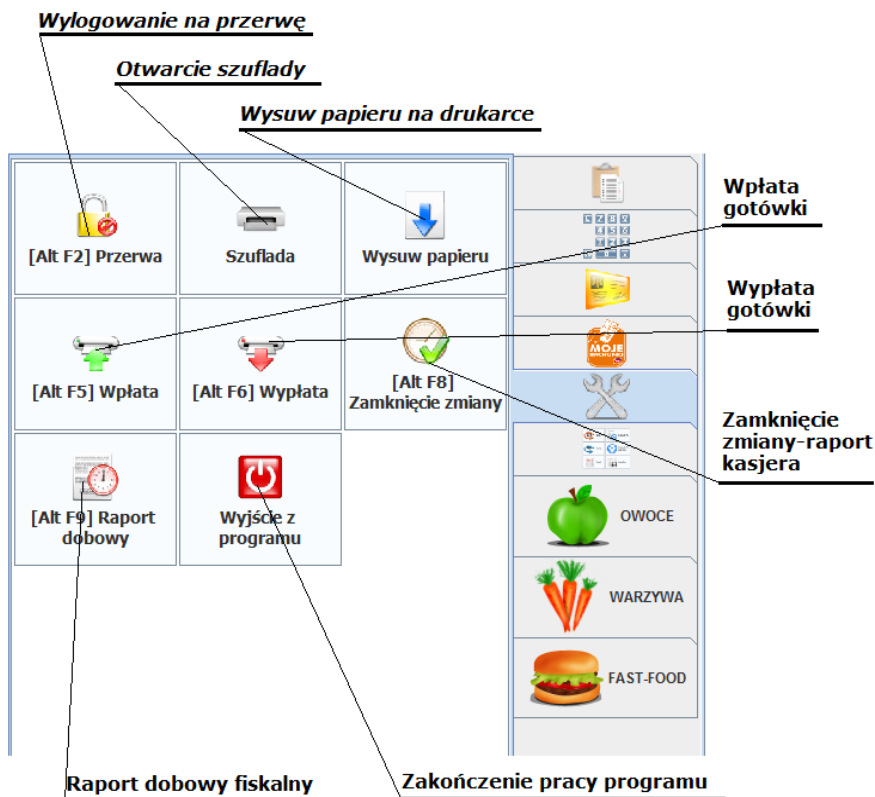 Wylogowanie na przerwę
Otwarcie szuflady
Wysuw papieru na drukarce
[Alt F2] Przerwa
Szuflada
Wysuw papieru
Wpłata
gotówki
[Alt F5] Wpłata
[Alt F6] Wypłata
[Alt F8]
Zamknięcie zmiany
Wypłata
gotówki
MOJE
Zamknięcie
zmiany-raport
kasjera
[Alt F9] Raport
dobowy
Wyjście z
programu
OWOCE
WARZYWA
FAST-FOOD
Raport dobowy fiskalny
Zakończenie pracy programu